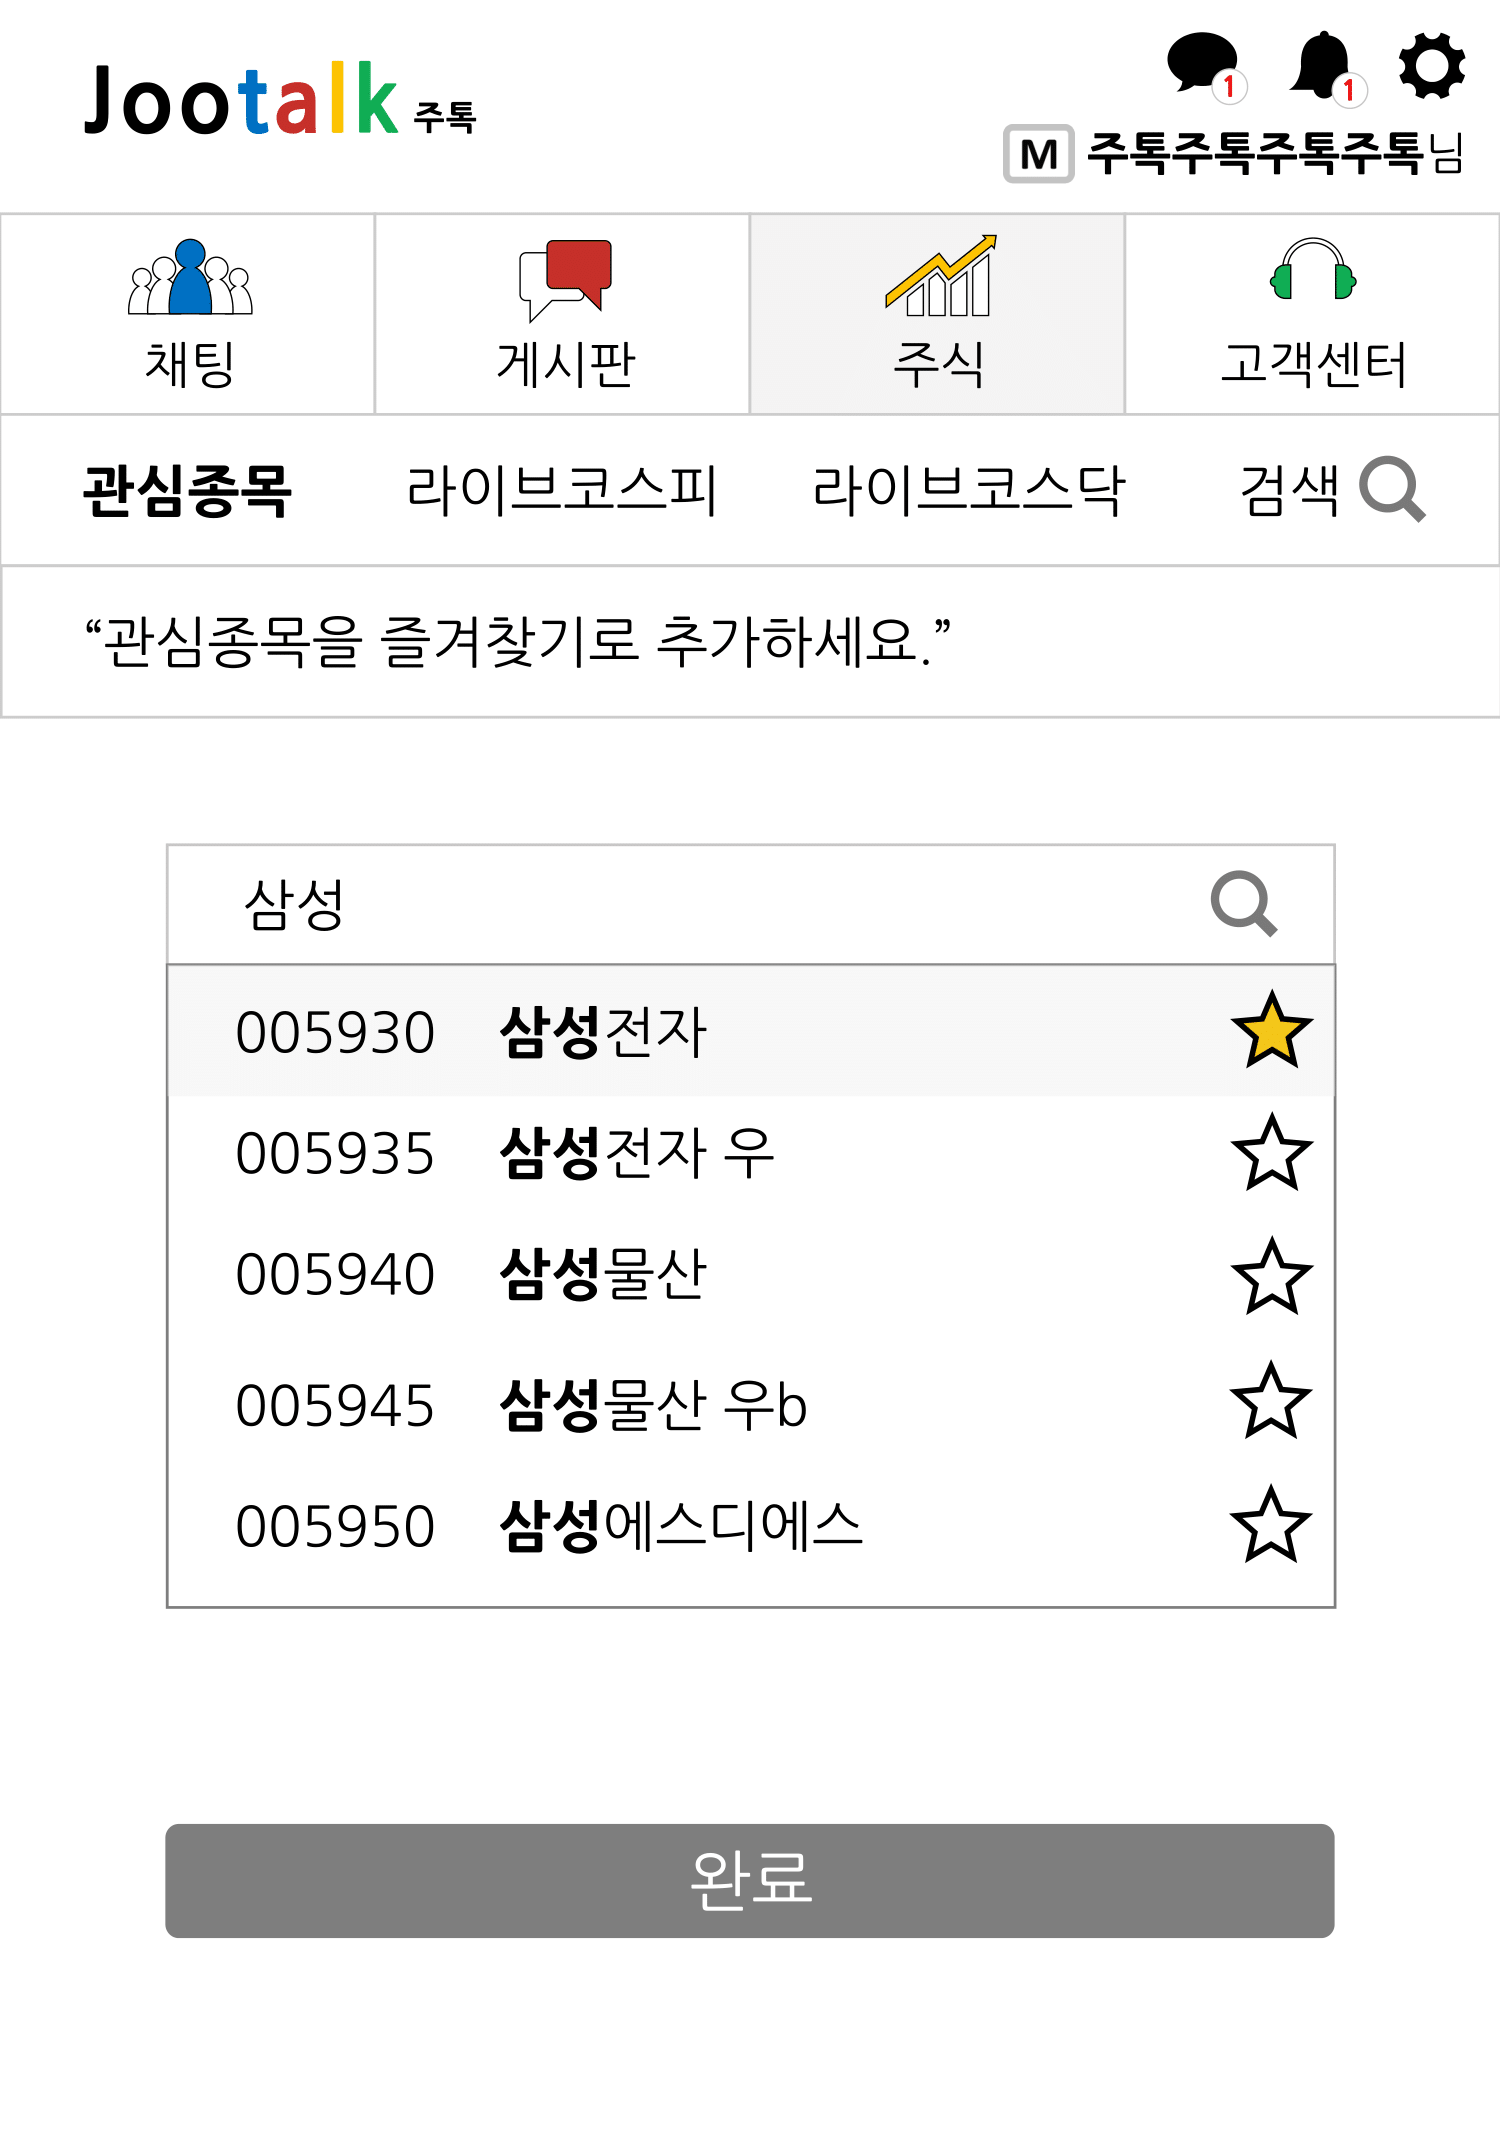 Jootalk 주톡
1 1
M 주톡주톡주톡주톡님
채팅 게시판 주식 고객센터
관심종목 라이브코스피 라이브코스닥 검색
“관심종목을 즐겨찾기로 추가하세요.”
삼성
005930 삼성전자
005935 삼성전자 우
005940 삼성물산
005945 삼성물산 우b
005950 삼성에스디에스
완료